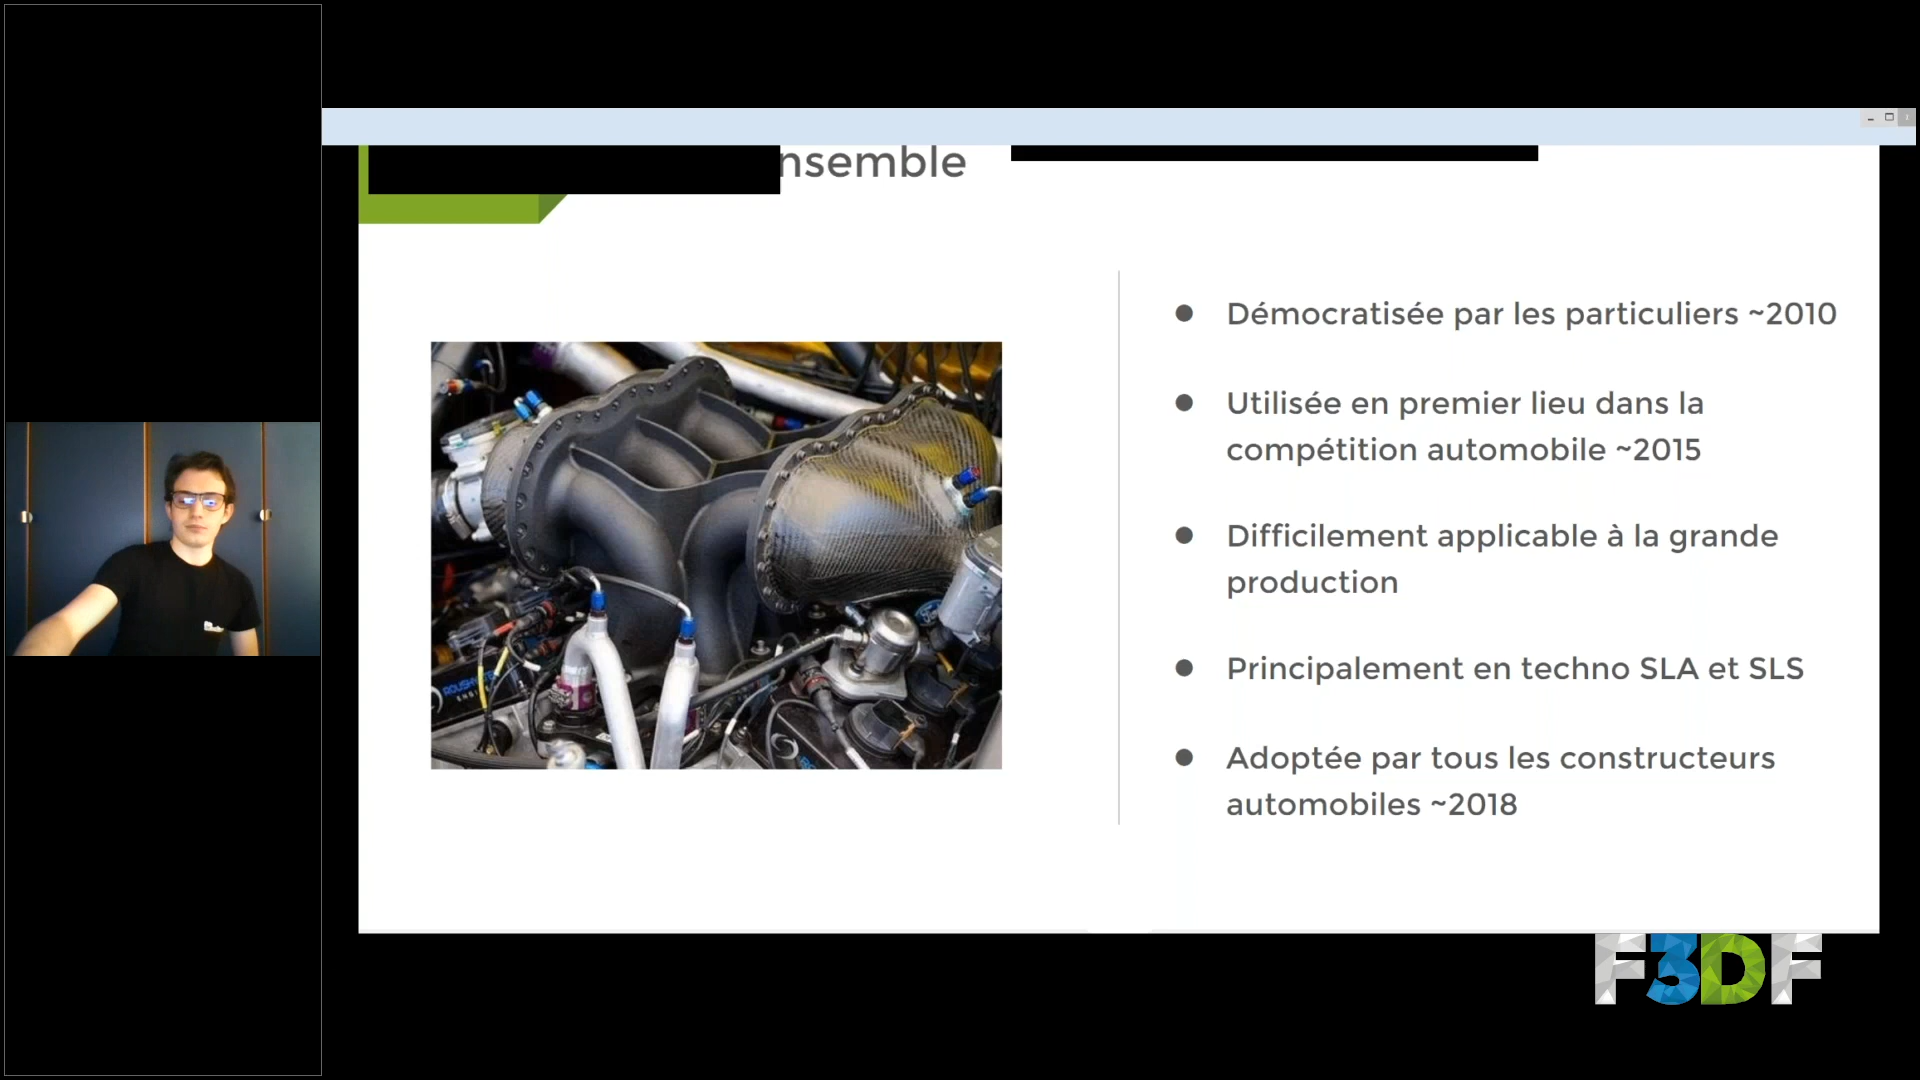 nsemble
Démocratisée par les particuliers ~2010
Utilisée en premier lieu dans la
compétition automobile ~2015
Difficilement applicable à la grande
production
Principalement en techno SLA et SLS
Adoptée par tous les constructeurs
automobiles ~2018
F3DF